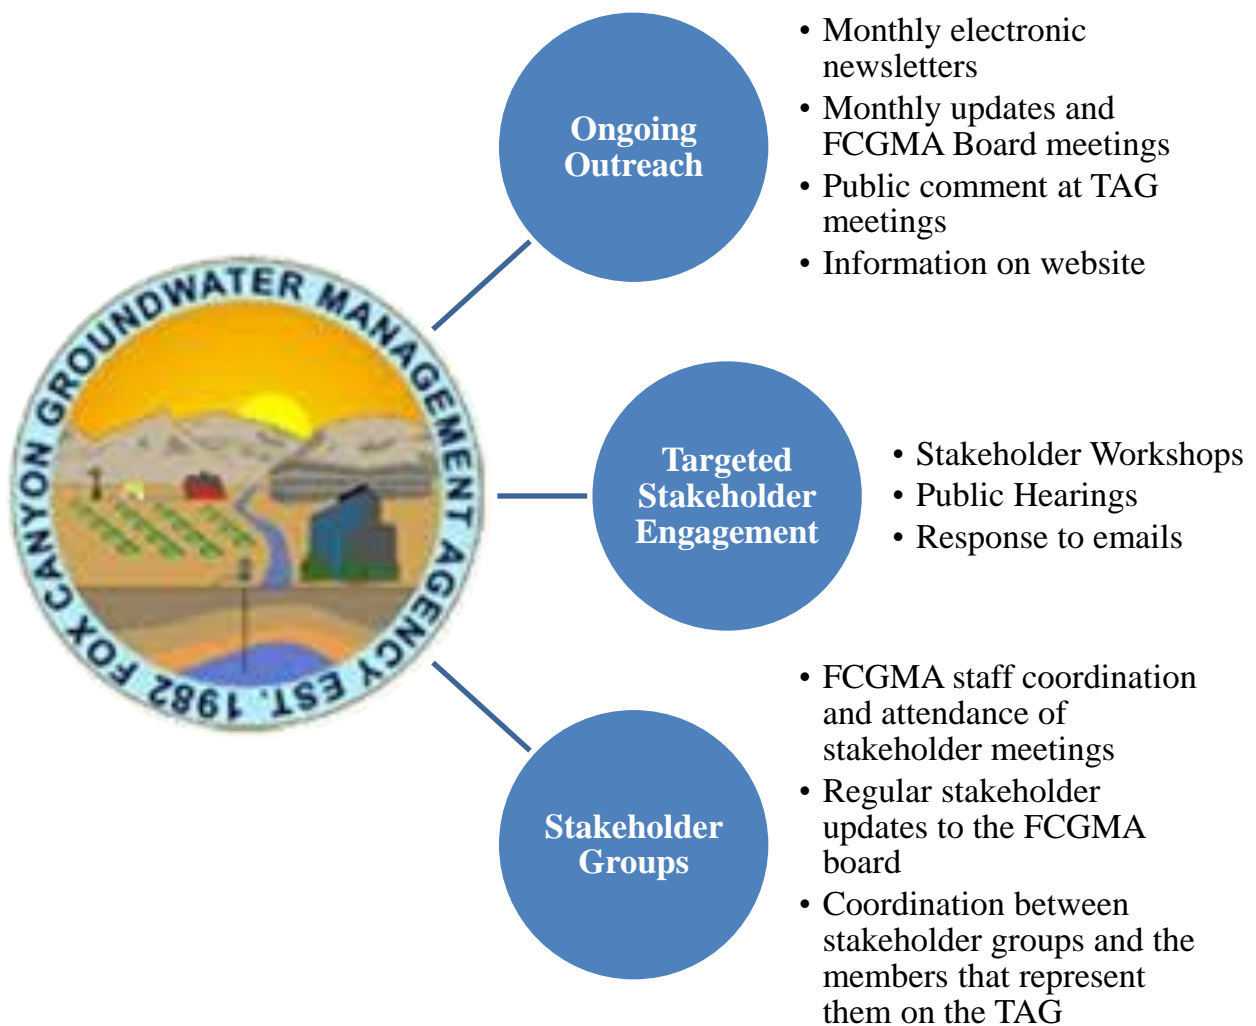 FOX CANYON GROUNDWATER MANAGEMENT AGENCY EST. 1982
Ongoing
Outreach
• Monthly electronic
newsletters
• Monthly updates and
FCGMA Board meetings
• Public comment at TAG
meetings
• Information on website
Targeted
Stakeholder
Engagement
• Stakeholder Workshops
• Public Hearings
• Response to emails
Stakeholder
Groups
• FCGMA staff coordination
and attendance of
stakeholder meetings
• Regular stakeholder
updates to the FCGMA
board
• Coordination between
stakeholder groups and the
members that represent
them on the TAG